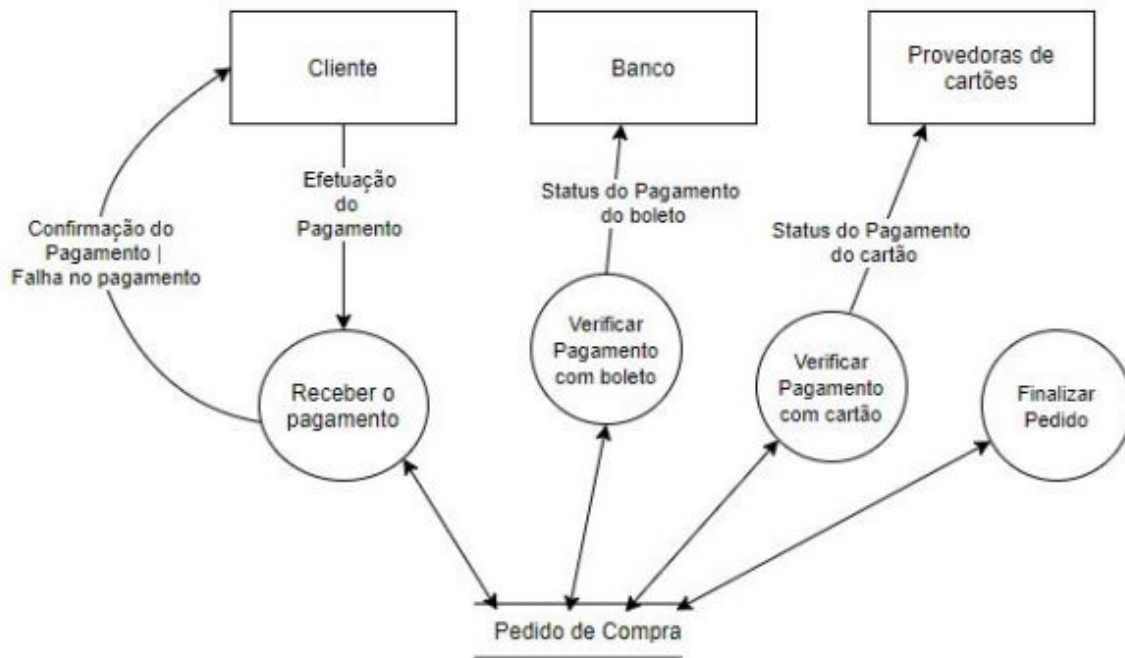 Cliente
Banco
Provedoras de
cartões
Efetuação
do
Pagamento
Status do Pagamento
do boleto
Status do Pagamento
do cartão
Confirmação do
Pagamento |
Falha no pagamento
Verificar
Pagamento
com boleto
Verificar
Pagamento
com cartão
Receber o
pagamento
Finalizar
Pedido
Pedido de Compra